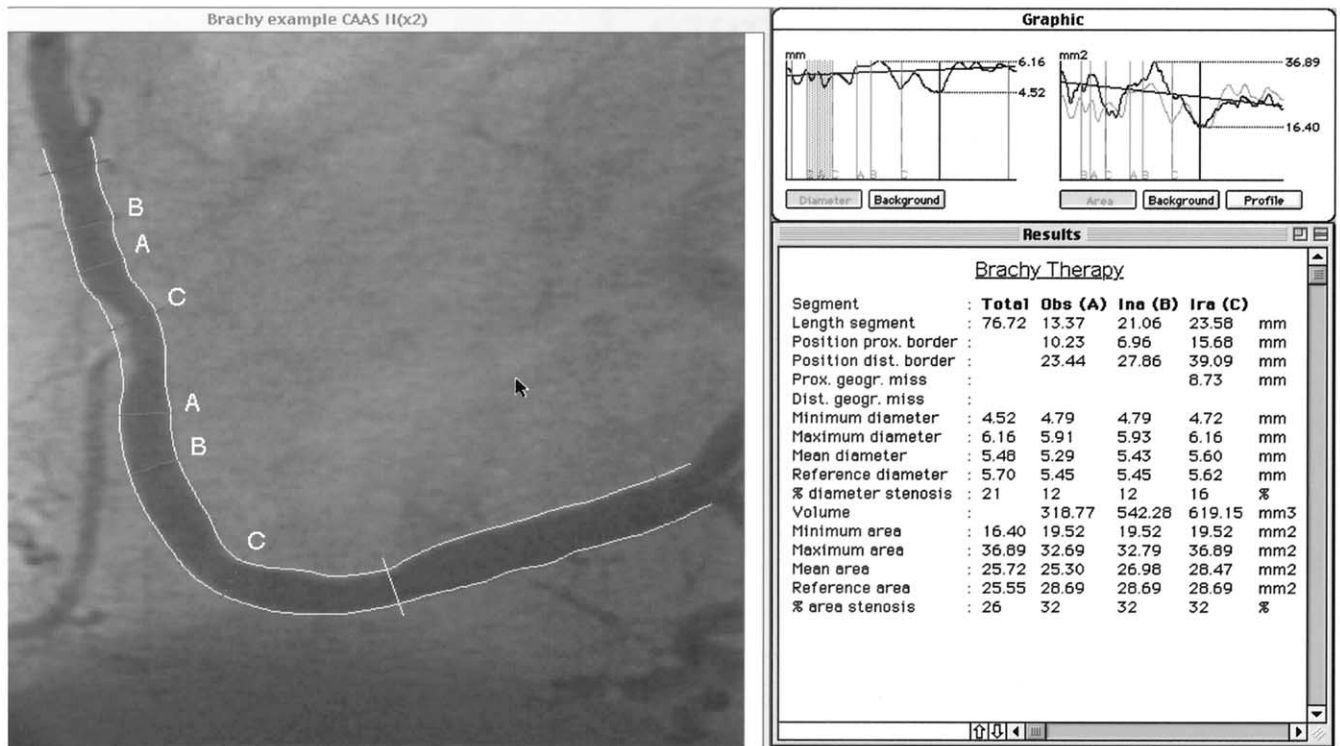 Brachy example CAAS II(x2)
B
A
C
A
B
C
Graphic
mm
6.16
4.52
B A C A B C
Diameter Background
mm2
36.89
16.40
B A C A B C
Area Background Profile
Results
Brachy Therapy
Segment : Total Obs (A) Ina (B) Ira (C)
Length segment : 76.72 13.37 21.06 23.58 mm
Position prox. border : 10.23 6.96 15.68 mm
Position dist. border : 23.44 27.86 39.09 mm
Prox. geogr. miss : 8.73 mm
Dist. geogr. miss :
Minimum diameter : 4.52 4.79 4.79 4.72 mm
Maximum diameter : 6.16 5.91 5.93 6.16 mm
Mean diameter : 5.48 5.29 5.43 5.60 mm
Reference diameter : 5.70 5.45 5.45 5.62 mm
% diameter stenosis : 21 12 12 16 %
Volume : 318.77 542.28 619.15 mm3
Minimum area : 16.40 19.52 19.52 19.52 mm2
Maximum area : 36.89 32.69 32.79 36.89 mm2
Mean area : 25.72 25.30 26.98 28.47 mm2
Reference area : 25.55 28.69 28.69 28.69 mm2
% area stenosis : 26 32 32 32 %